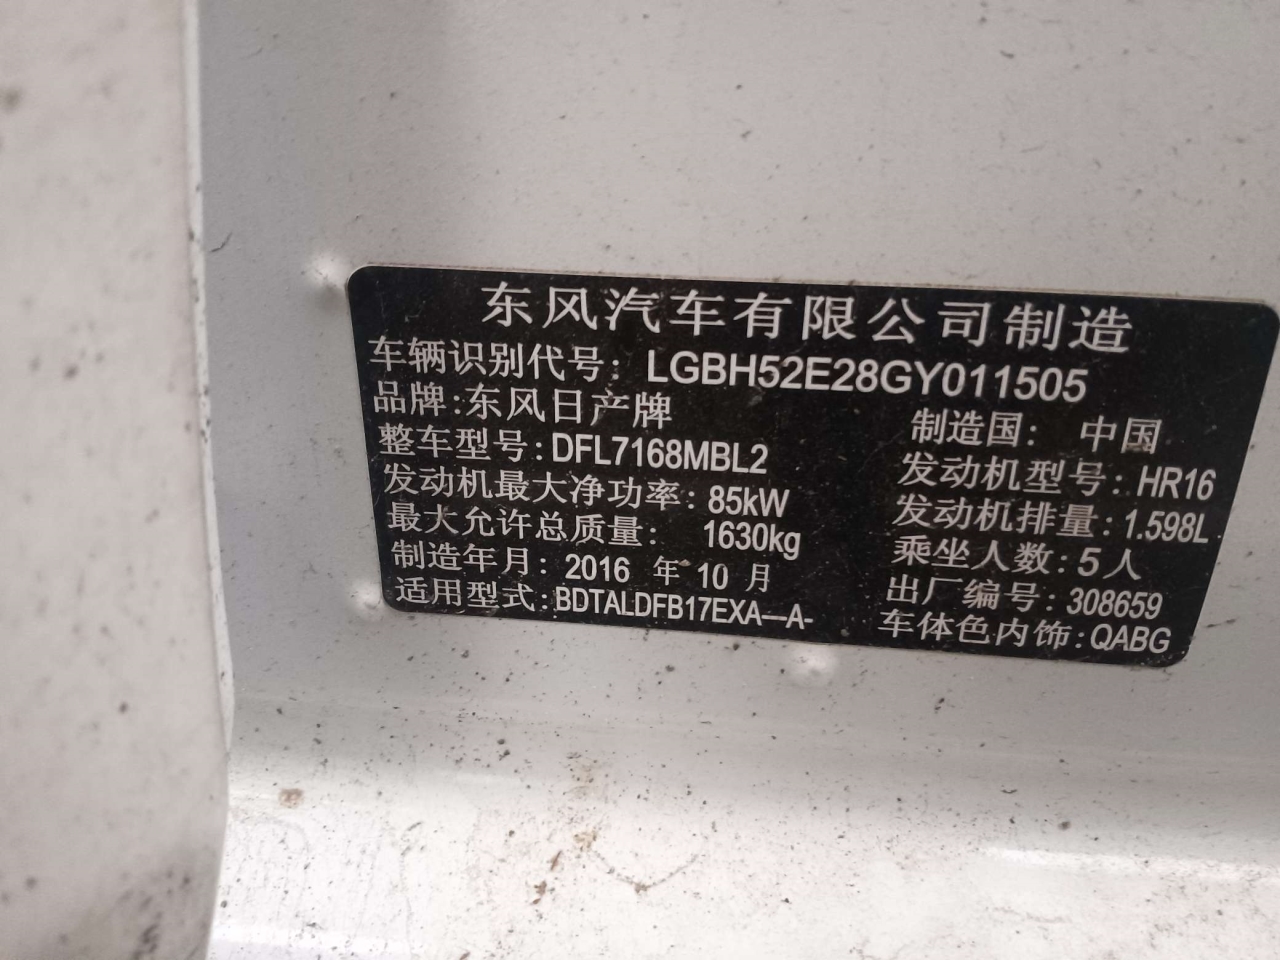 东风汽车有限公司制造
车辆识别代号: LGBH52E28GY011505
品牌:东风日产牌 制造国: 中国
整车型号:DFL7168MBL2 发动机型号:HR16
发动机最大净功率:85kW 发动机排量:1.598L
最大允许总质量: 1630kg 乘坐人数:5人
制造年月: 2016 年 10 月 出厂编号:308659
适用型式:BDTALDFB17EXA—A- 车体色内饰:QABG